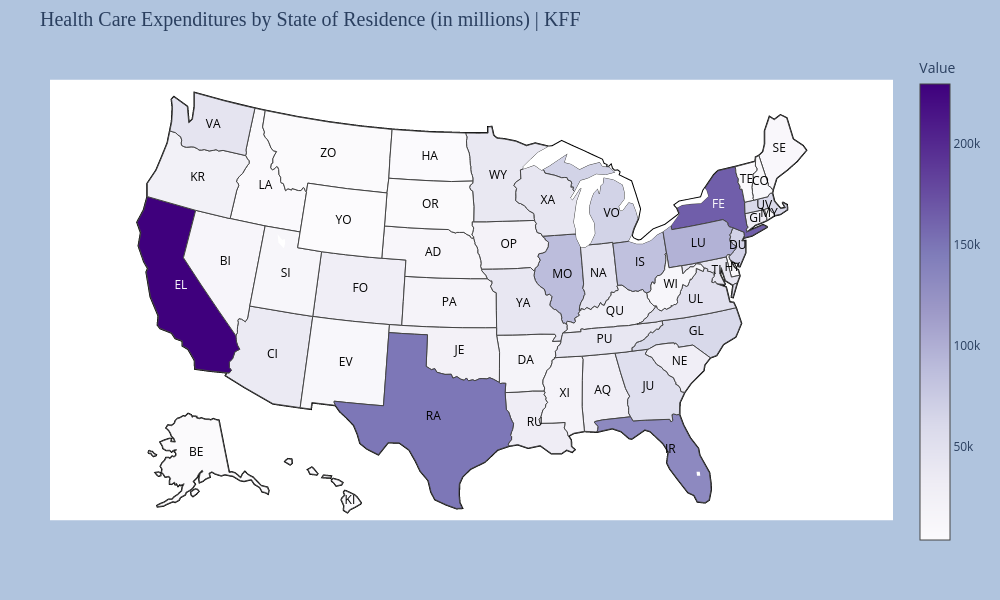 Health Care Expenditures by State of Residence (in millions) | KFF
Value
VA
ZO
HA
SE
KR
LA
WY
TE
CO
YO
OR
XA
VO
FE
UV
MY
GI
BI
AD
OP
LU
DU
SI
MO
NA
IS
HY
TI
EL
FO
PA
YA
WI
QU
UL
CI
EV
JE
PU
GL
DA
NE
RA
XI
AQ
JU
RU
IR
BE
KI
200k
150k
100k
50k